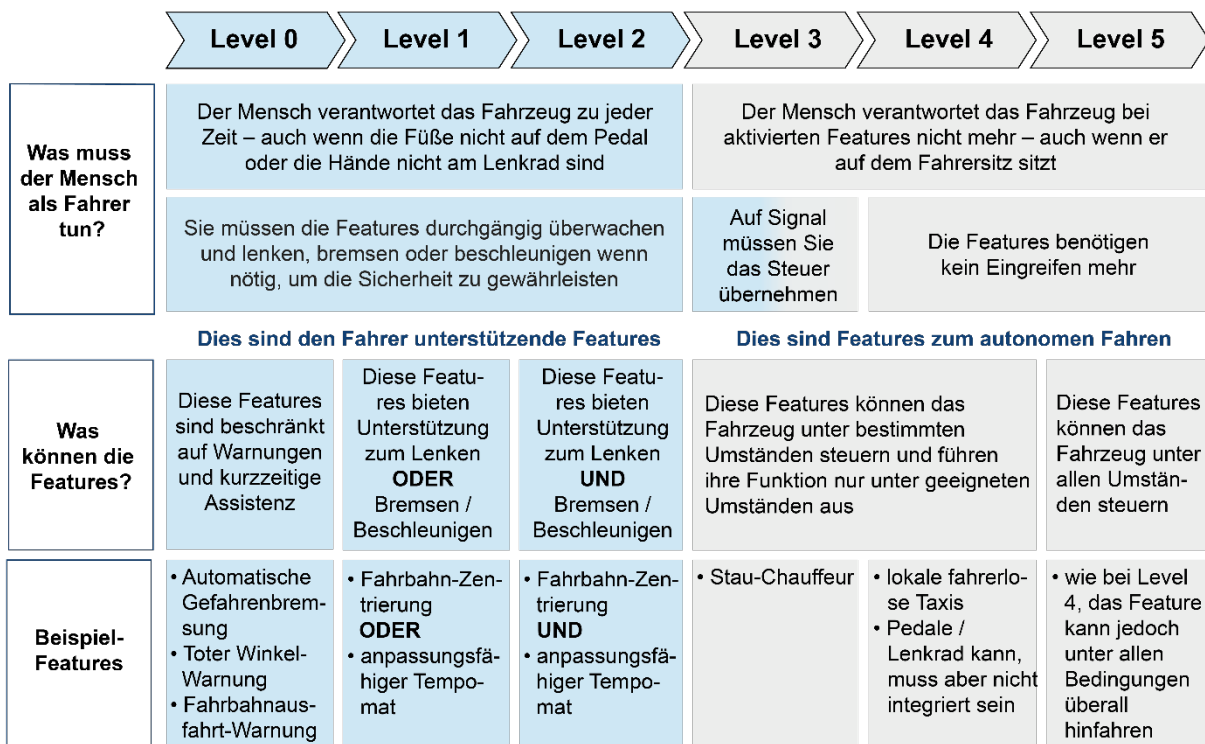 Level 0
Level 1
Level 2
Level 3
Level 4
Level 5
Was muss
der Mensch
als Fahrer
tun?
Der Mensch verantwortet das Fahrzeug zu jeder
Zeit – auch wenn die Füße nicht auf dem Pedal
oder die Hände nicht am Lenkrad sind
Der Mensch verantwortet das Fahrzeug bei
aktivierten Features nicht mehr – auch wenn er
auf dem Fahrersitz sitzt
Sie müssen die Features durchgängig überwachen
und lenken, bremsen oder beschleunigen wenn
nötig, um die Sicherheit zu gewährleisten
Auf Signal
müssen Sie
das Steuer
übernehmen
Die Features benötigen
kein Eingreifen mehr
Dies sind den Fahrer unterstützende Features
Dies sind Features zum autonomen Fahren
Was
können die
Features?
Diese Features
sind beschränkt
auf Warnungen
und kurzzeitige
Assistenz
Diese Featu-
res bieten
Unterstützung
zum Lenken
ODER
Bremsen /
Beschleunigen
Diese Featu-
res bieten
Unterstützung
zum Lenken
UND
Bremsen /
Beschleunigen
Diese Features können das
Fahrzeug unter bestimmten
Umständen steuern und führen
ihre Funktion nur unter geeigneten
Umständen aus
Diese Features
können das
Fahrzeug unter
allen Umstän-
den steuern
Beispiel-
Features
• Automatische
Gefahrenbrem-
sung
• Toter Winkel-
Warnung
• Fahrbahnaus-
fahrt-Warnung
• Fahrbahn-Zen-
trierung
ODER
• anpassungsfä-
higer Tempo-
mat
• Fahrbahn-Zen-
trierung
UND
• anpassungsfä-
higer Tempo-
mat
• Stau-Chauffeur
• lokale fahrerlo-
se Taxis
• Pedale /
Lenkrad kann,
muss aber nicht
integriert sein
• wie bei Level
4, das Feature
kann jedoch
unter allen
Bedingungen
überall
hinfahren